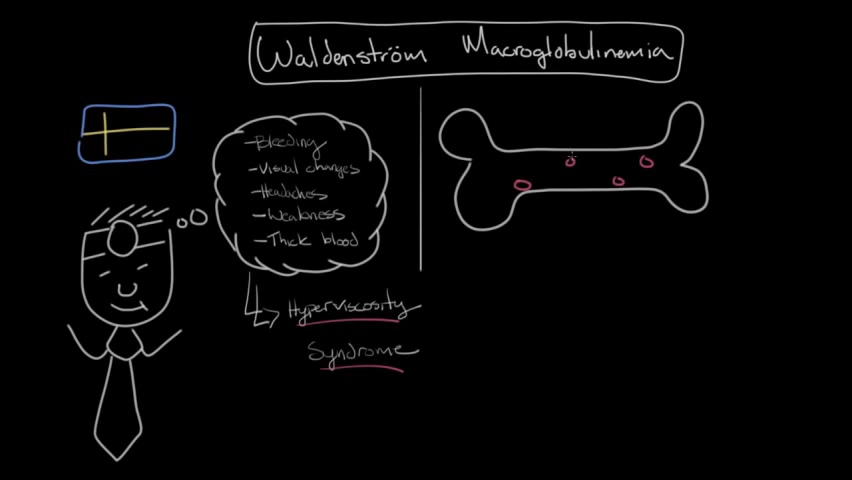 Waldenström Macroglobulinemia
- Bleeding
- Visual changes
- Headaches
- Weakness
- Thick blood
Hyperviscosity
Syndrome